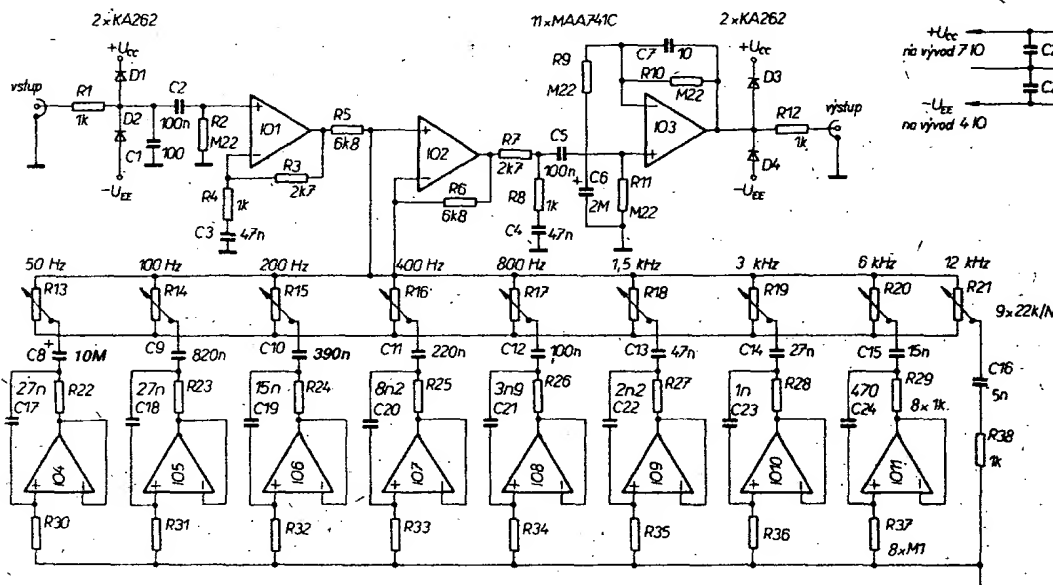 2×KA262
11×MAA741C
2×KA262
+Ucc
+Ucc
+Ucc
na vývod 7 IO
-UEE
na vývod 4 IO
vstup
R1
1k
D1
D2
C1
100
-UEE
C2
100n
R2
M22
IO1
R3
2k7
R4
1k
C3
47n
R5
6k8
IO2
R6
6k8
R7
2k7
R8
1k
C4
47n
C5
100n
R9
M22
C6
2M
+
C7
10
R10
M22
IO3
R11
M22
D3
D4
-UEE
R12
1k
výstup
50 Hz
100 Hz
200 Hz
400 Hz
800 Hz
1,5 kHz
3 kHz
6 kHz
12 kHz
R13
R14
R15
R16
R17
R18
R19
R20
R21
9×22k/N
C8
+
10M
C9
820n
C10
390n
C11
220n
C12
100n
C13
47n
C14
27n
C15
15n
C16
5n
27n
C17
R22
27n
C18
R23
15n
C19
R24
8n2
C20
R25
3n9
C21
R26
2n2
C22
R27
1n
C23
R28
470
C24
R29
8×1k
R38
1k
IO4
IO5
IO6
IO7
IO8
IO9
IO10
IO11
R30
R31
R32
R33
R34
R35
R36
R37
8×M1